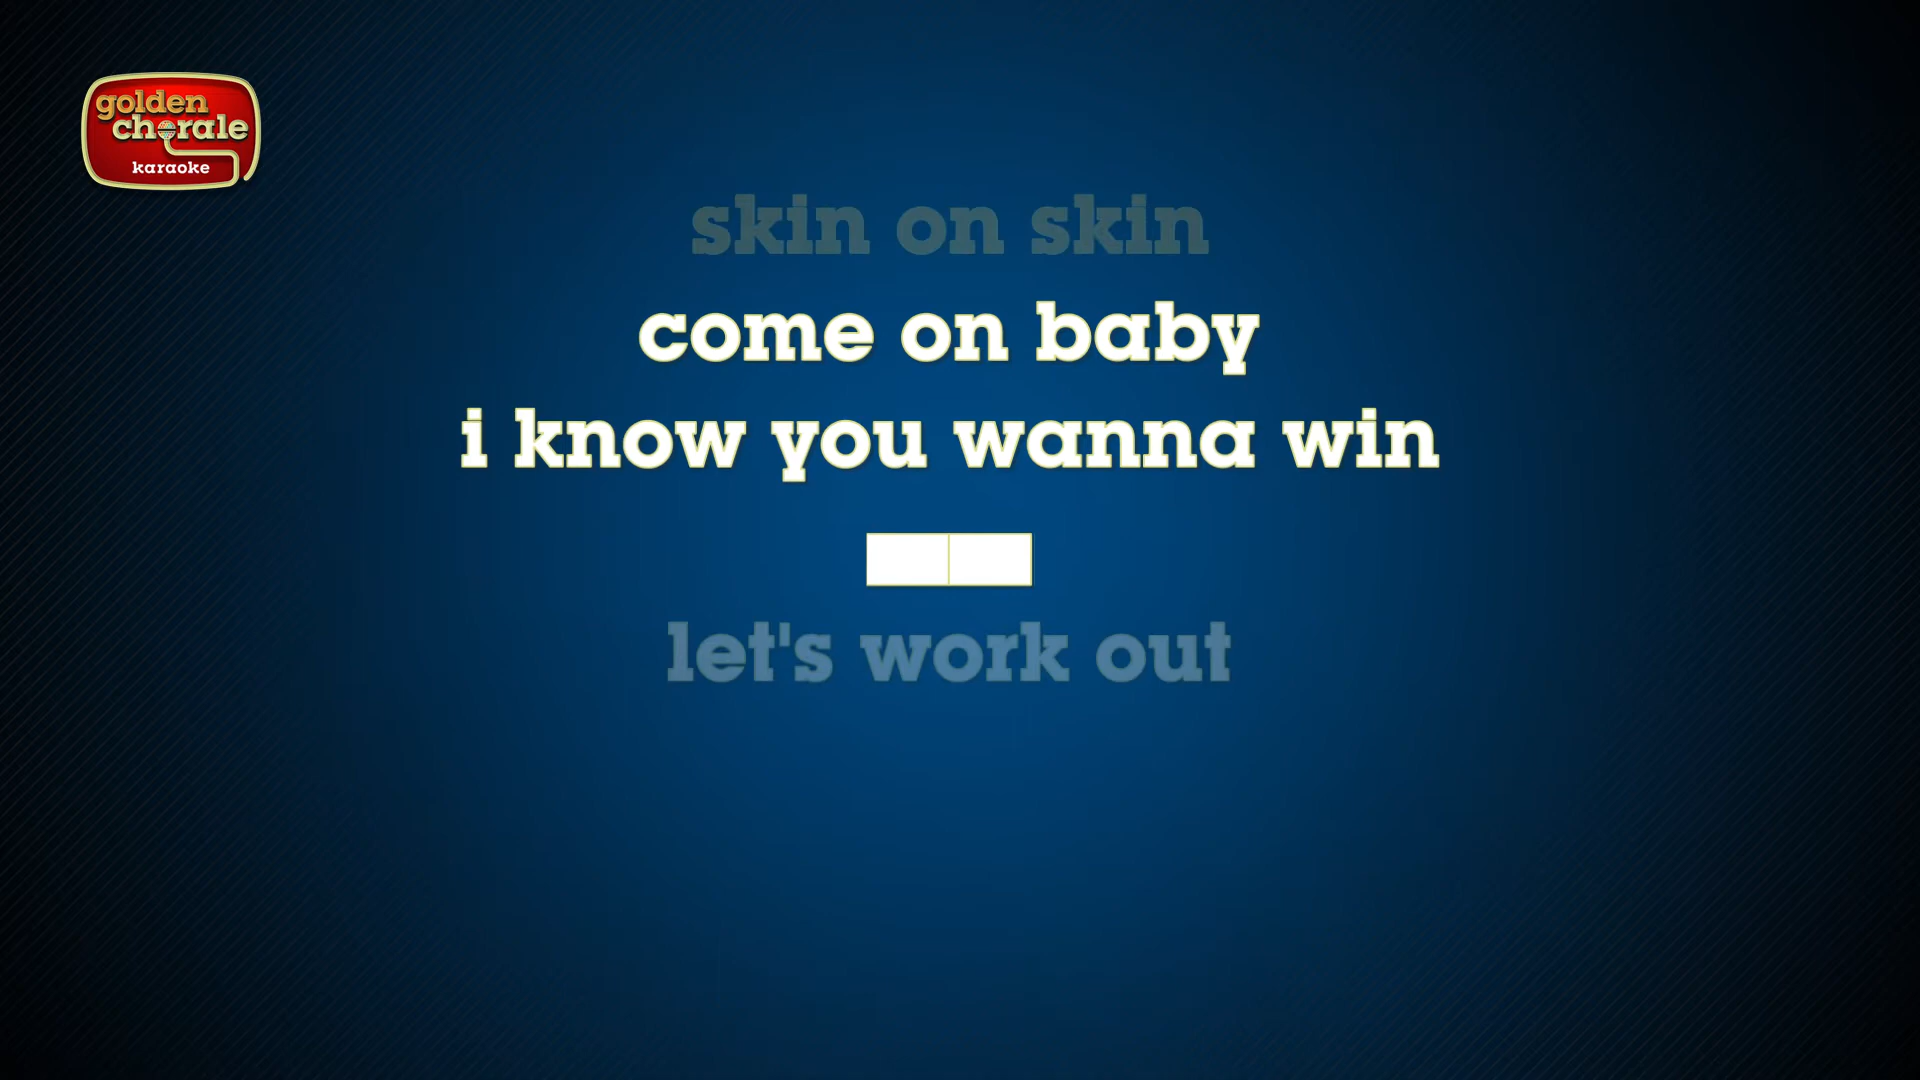 golden
chorale
karaoke
skin on skin
come on baby
i know you wanna win
let's work out